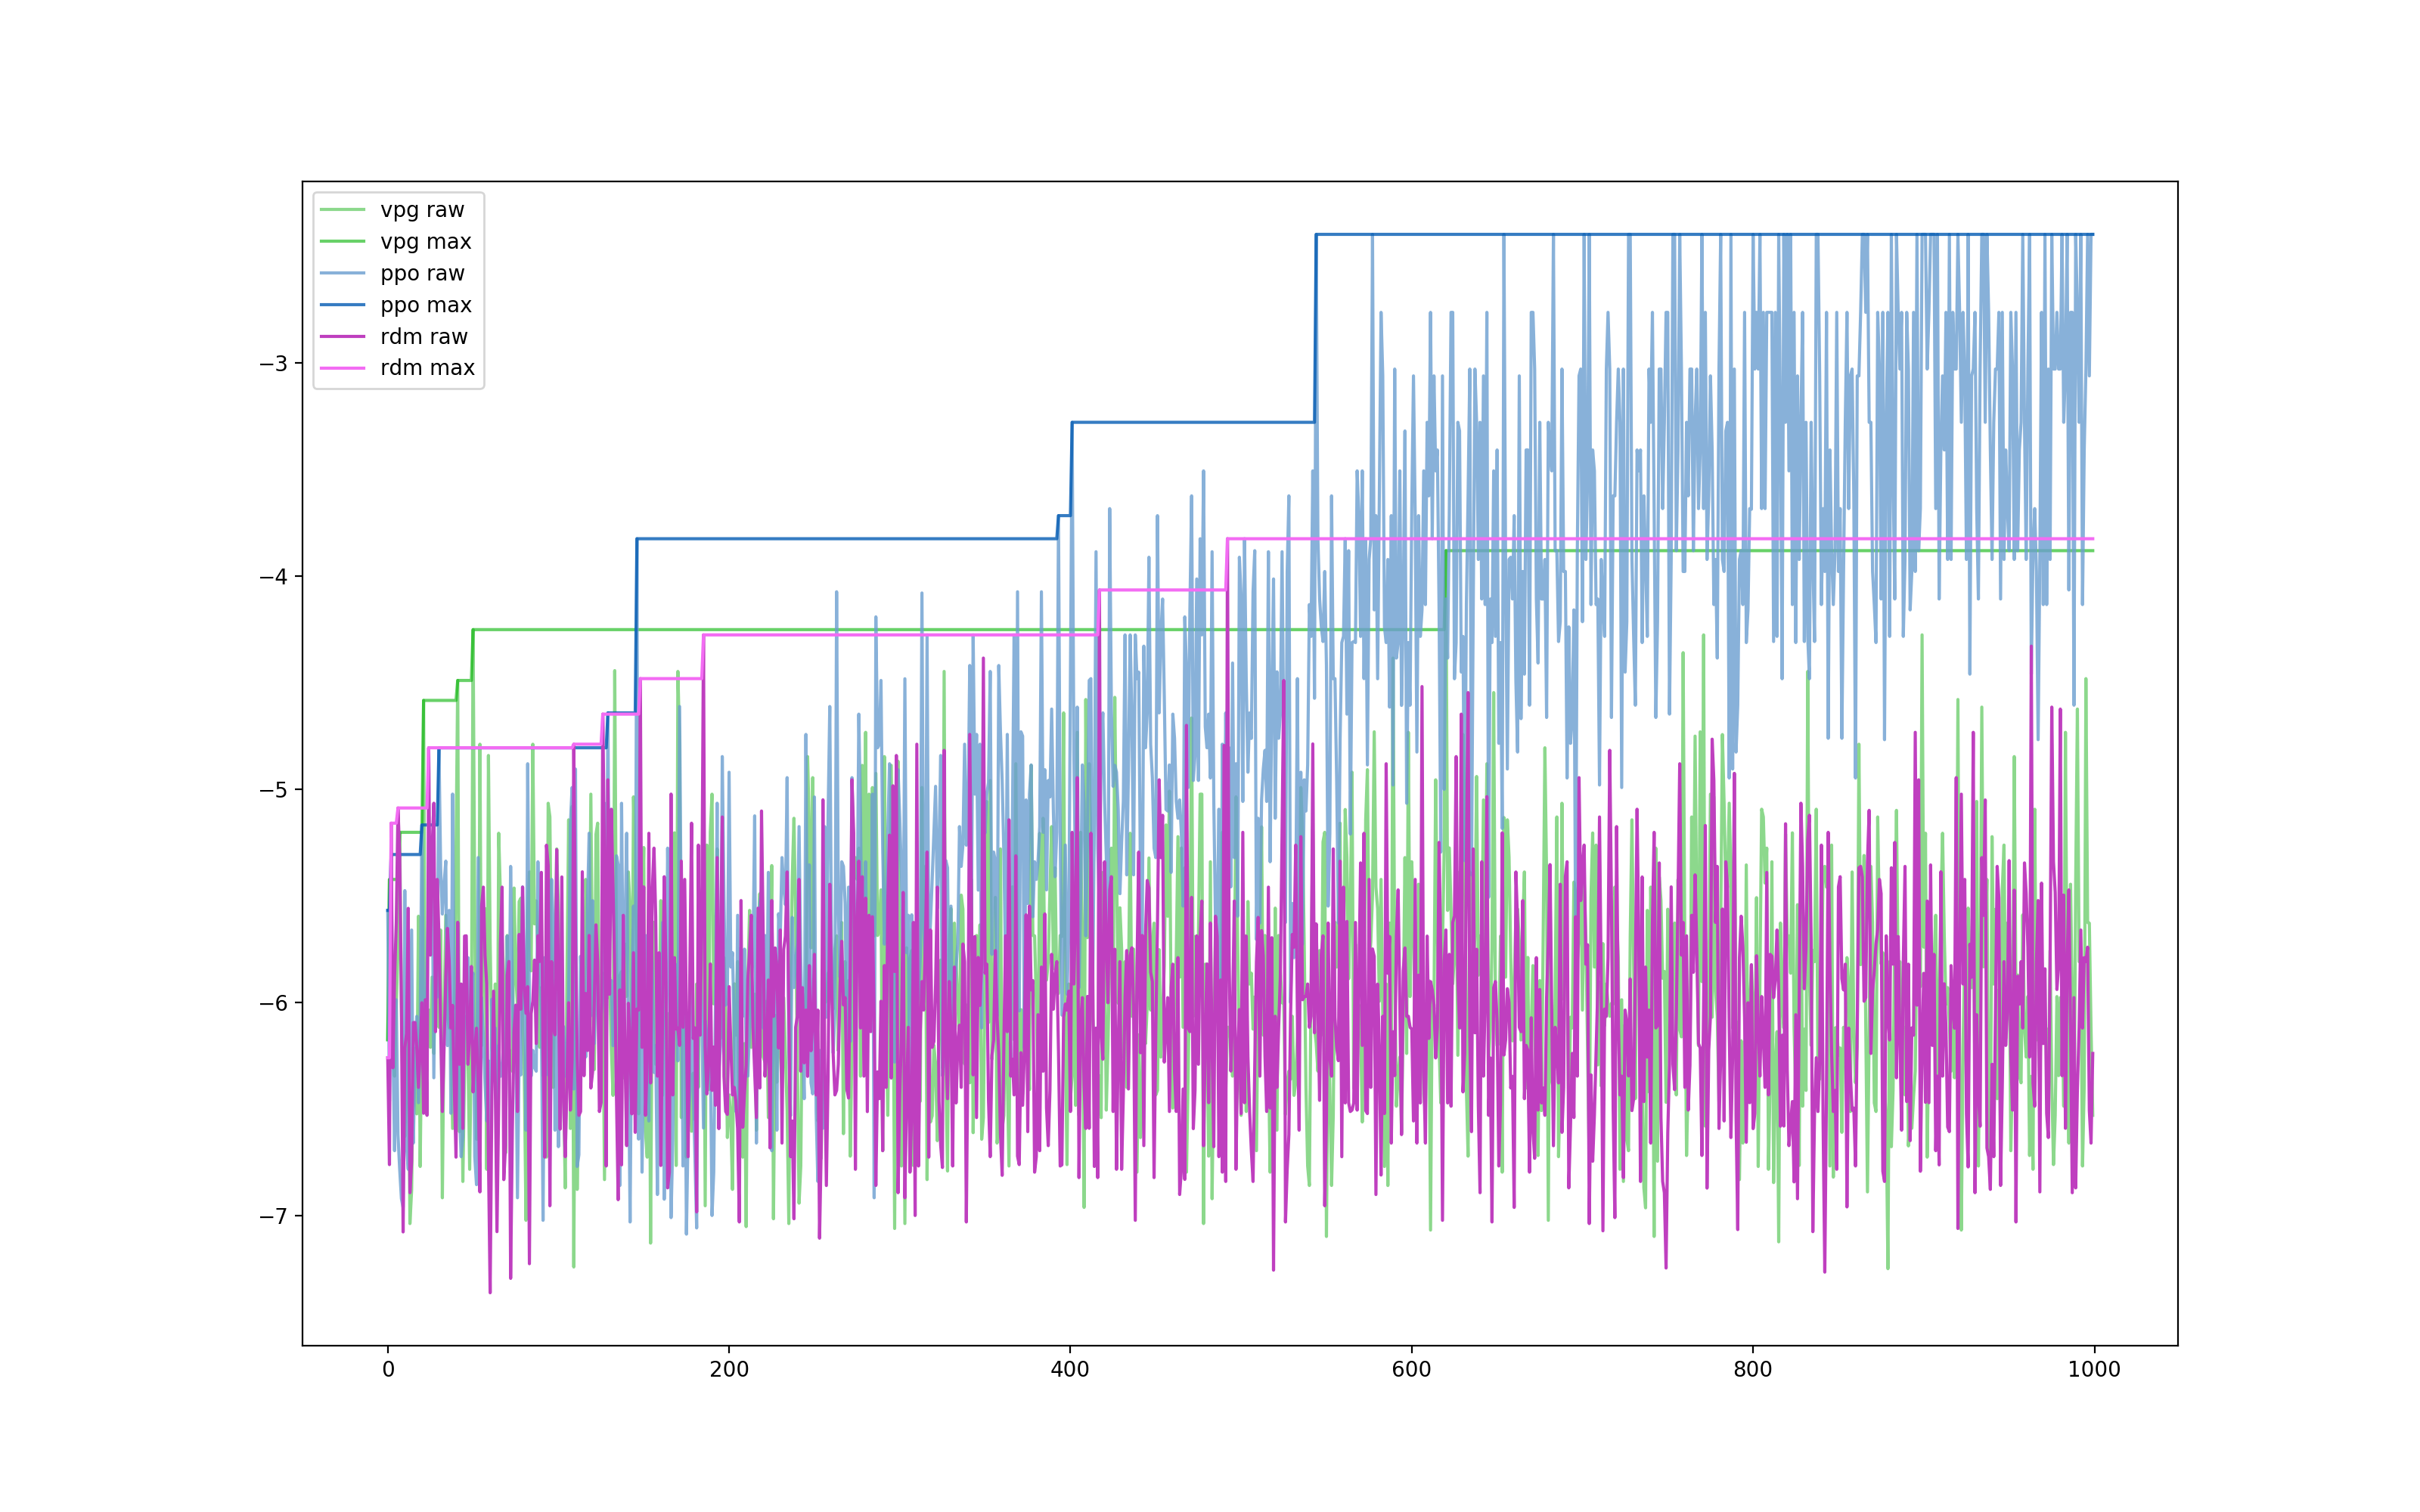 vpg raw
vpg max
ppo raw
ppo max
rdm raw
rdm max
−3
−4
−5
−6
−7
0 200 400 600 800 1000